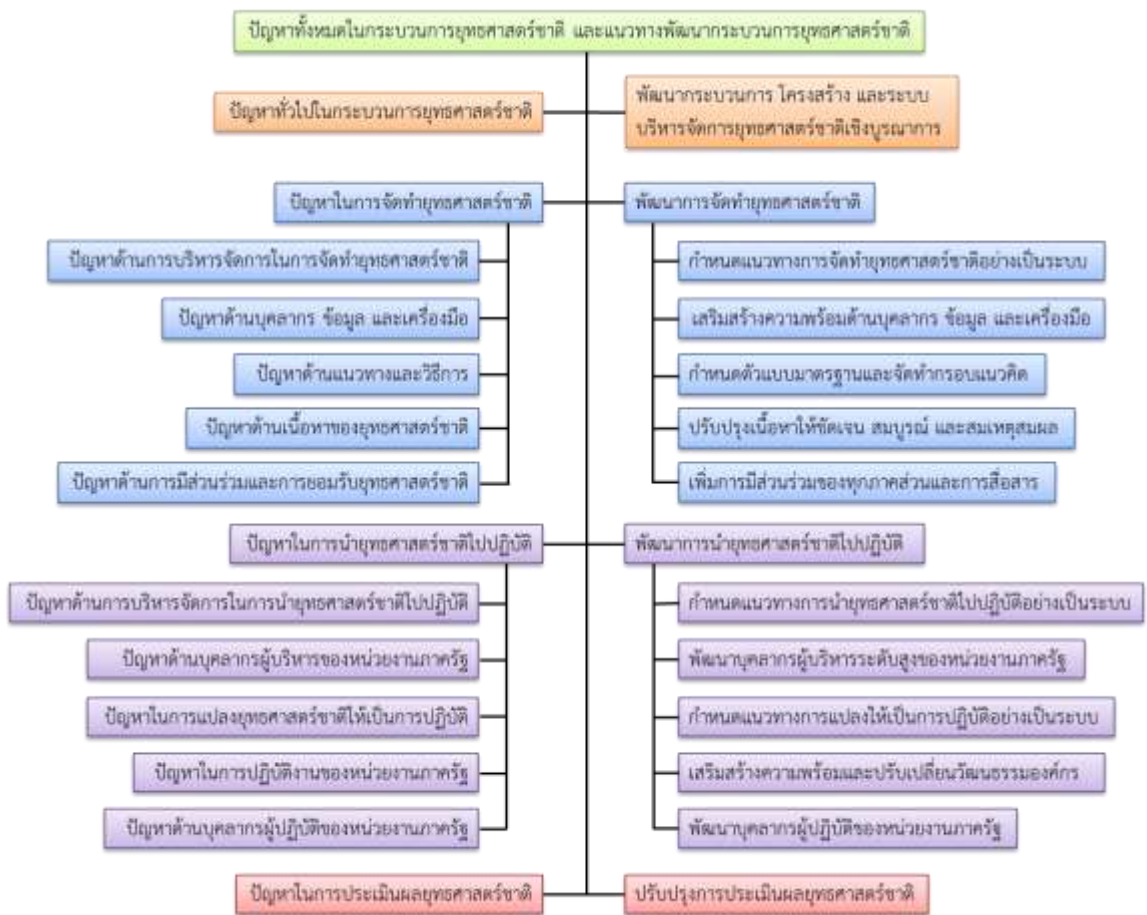 ปัญหาทั้งหมดในกระบวนการยุทธศาสตร์ชาติ และแนวทางพัฒนากระบวนการยุทธศาสตร์ชาติ
ปัญหาทั่วไปในกระบวนการยุทธศาสตร์ชาติ
พัฒนากระบวนการ โครงสร้าง และระบบ
บริหารจัดการยุทธศาสตร์ชาติเชิงบูรณาการ
ปัญหาในการจัดทำยุทธศาสตร์ชาติ
พัฒนาการจัดทำยุทธศาสตร์ชาติ
ปัญหาด้านการบริหารจัดการในการจัดทำยุทธศาสตร์ชาติ
กำหนดแนวทางการจัดทำยุทธศาสตร์ชาติอย่างเป็นระบบ
ปัญหาด้านบุคลากร ข้อมูล และเครื่องมือ
เสริมสร้างความพร้อมด้านบุคลากร ข้อมูล และเครื่องมือ
ปัญหาด้านแนวทางและวิธีการ
กำหนดตัวแบบมาตรฐานและจัดทำกรอบแนวคิด
ปัญหาด้านเนื้อหาของยุทธศาสตร์ชาติ
ปรับปรุงเนื้อหาให้ชัดเจน สมบูรณ์ และสมเหตุสมผล
ปัญหาด้านการมีส่วนร่วมและการยอมรับยุทธศาสตร์ชาติ
เพิ่มการมีส่วนร่วมของทุกภาคส่วนและการสื่อสาร
ปัญหาในการนำยุทธศาสตร์ชาติไปปฏิบัติ
พัฒนาการนำยุทธศาสตร์ชาติไปปฏิบัติ
ปัญหาด้านการบริหารจัดการในการนำยุทธศาสตร์ชาติไปปฏิบัติ
กำหนดแนวทางการนำยุทธศาสตร์ชาติไปปฏิบัติอย่างเป็นระบบ
ปัญหาด้านบุคลากรผู้บริหารของหน่วยงานภาครัฐ
พัฒนาบุคลากรผู้บริหารระดับสูงของหน่วยงานภาครัฐ
ปัญหาในการแปลงยุทธศาสตร์ชาติให้เป็นการปฏิบัติ
กำหนดแนวทางการแปลงให้เป็นการปฏิบัติอย่างเป็นระบบ
ปัญหาในการปฏิบัติงานของหน่วยงานภาครัฐ
เสริมสร้างความพร้อมและปรับเปลี่ยนวัฒนธรรมองค์กร
ปัญหาด้านบุคลากรผู้ปฏิบัติของหน่วยงานภาครัฐ
พัฒนาบุคลากรผู้ปฏิบัติของหน่วยงานภาครัฐ
ปัญหาในการประเมินผลยุทธศาสตร์ชาติ
ปรับปรุงการประเมินผลยุทธศาสตร์ชาติ